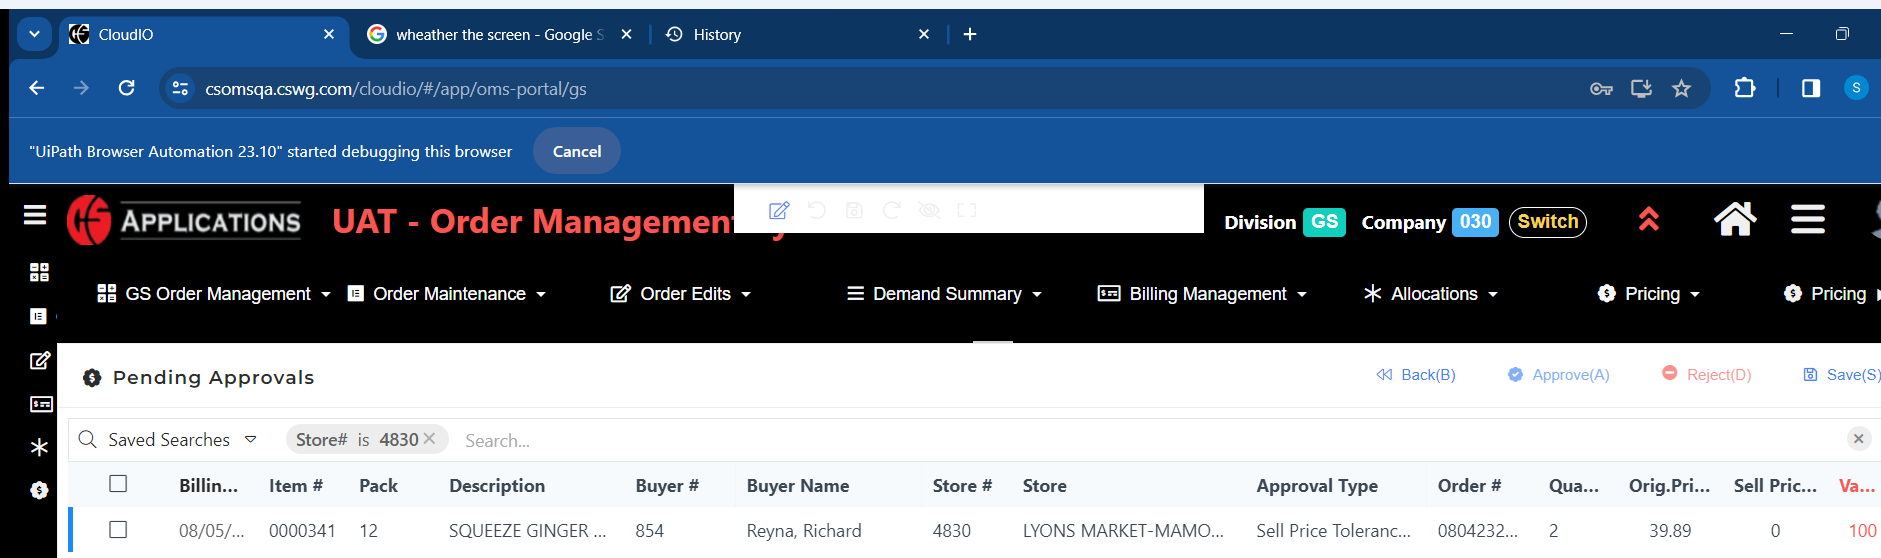 CloudIO
wheather the screen - Google S
History
csomsqa.cswg.com/cloudio/#/app/oms-portal/gs
S
"UiPath Browser Automation 23.10" started debugging this browser
Cancel
APPLICATIONS
UAT - Order Managemen
Division GS Company 030 Switch
GS Order Management Order Maintenance Order Edits Demand Summary Billing Management Allocations Pricing Pricing
Pending Approvals
Back(B) Approve(A) Reject(D) Save(S)
Saved Searches Store# is 4830 Search...
Billin... Item # Pack Description Buyer # Buyer Name Store # Store Approval Type Order # Qua... Orig.Pri... Sell Pric... Va...
08/05/... 0000341 12 SQUEEZE GINGER ... 854 Reyna, Richard 4830 LYONS MARKET-MAMO... Sell Price Toleranc... 0804232... 2 39.89 0 100